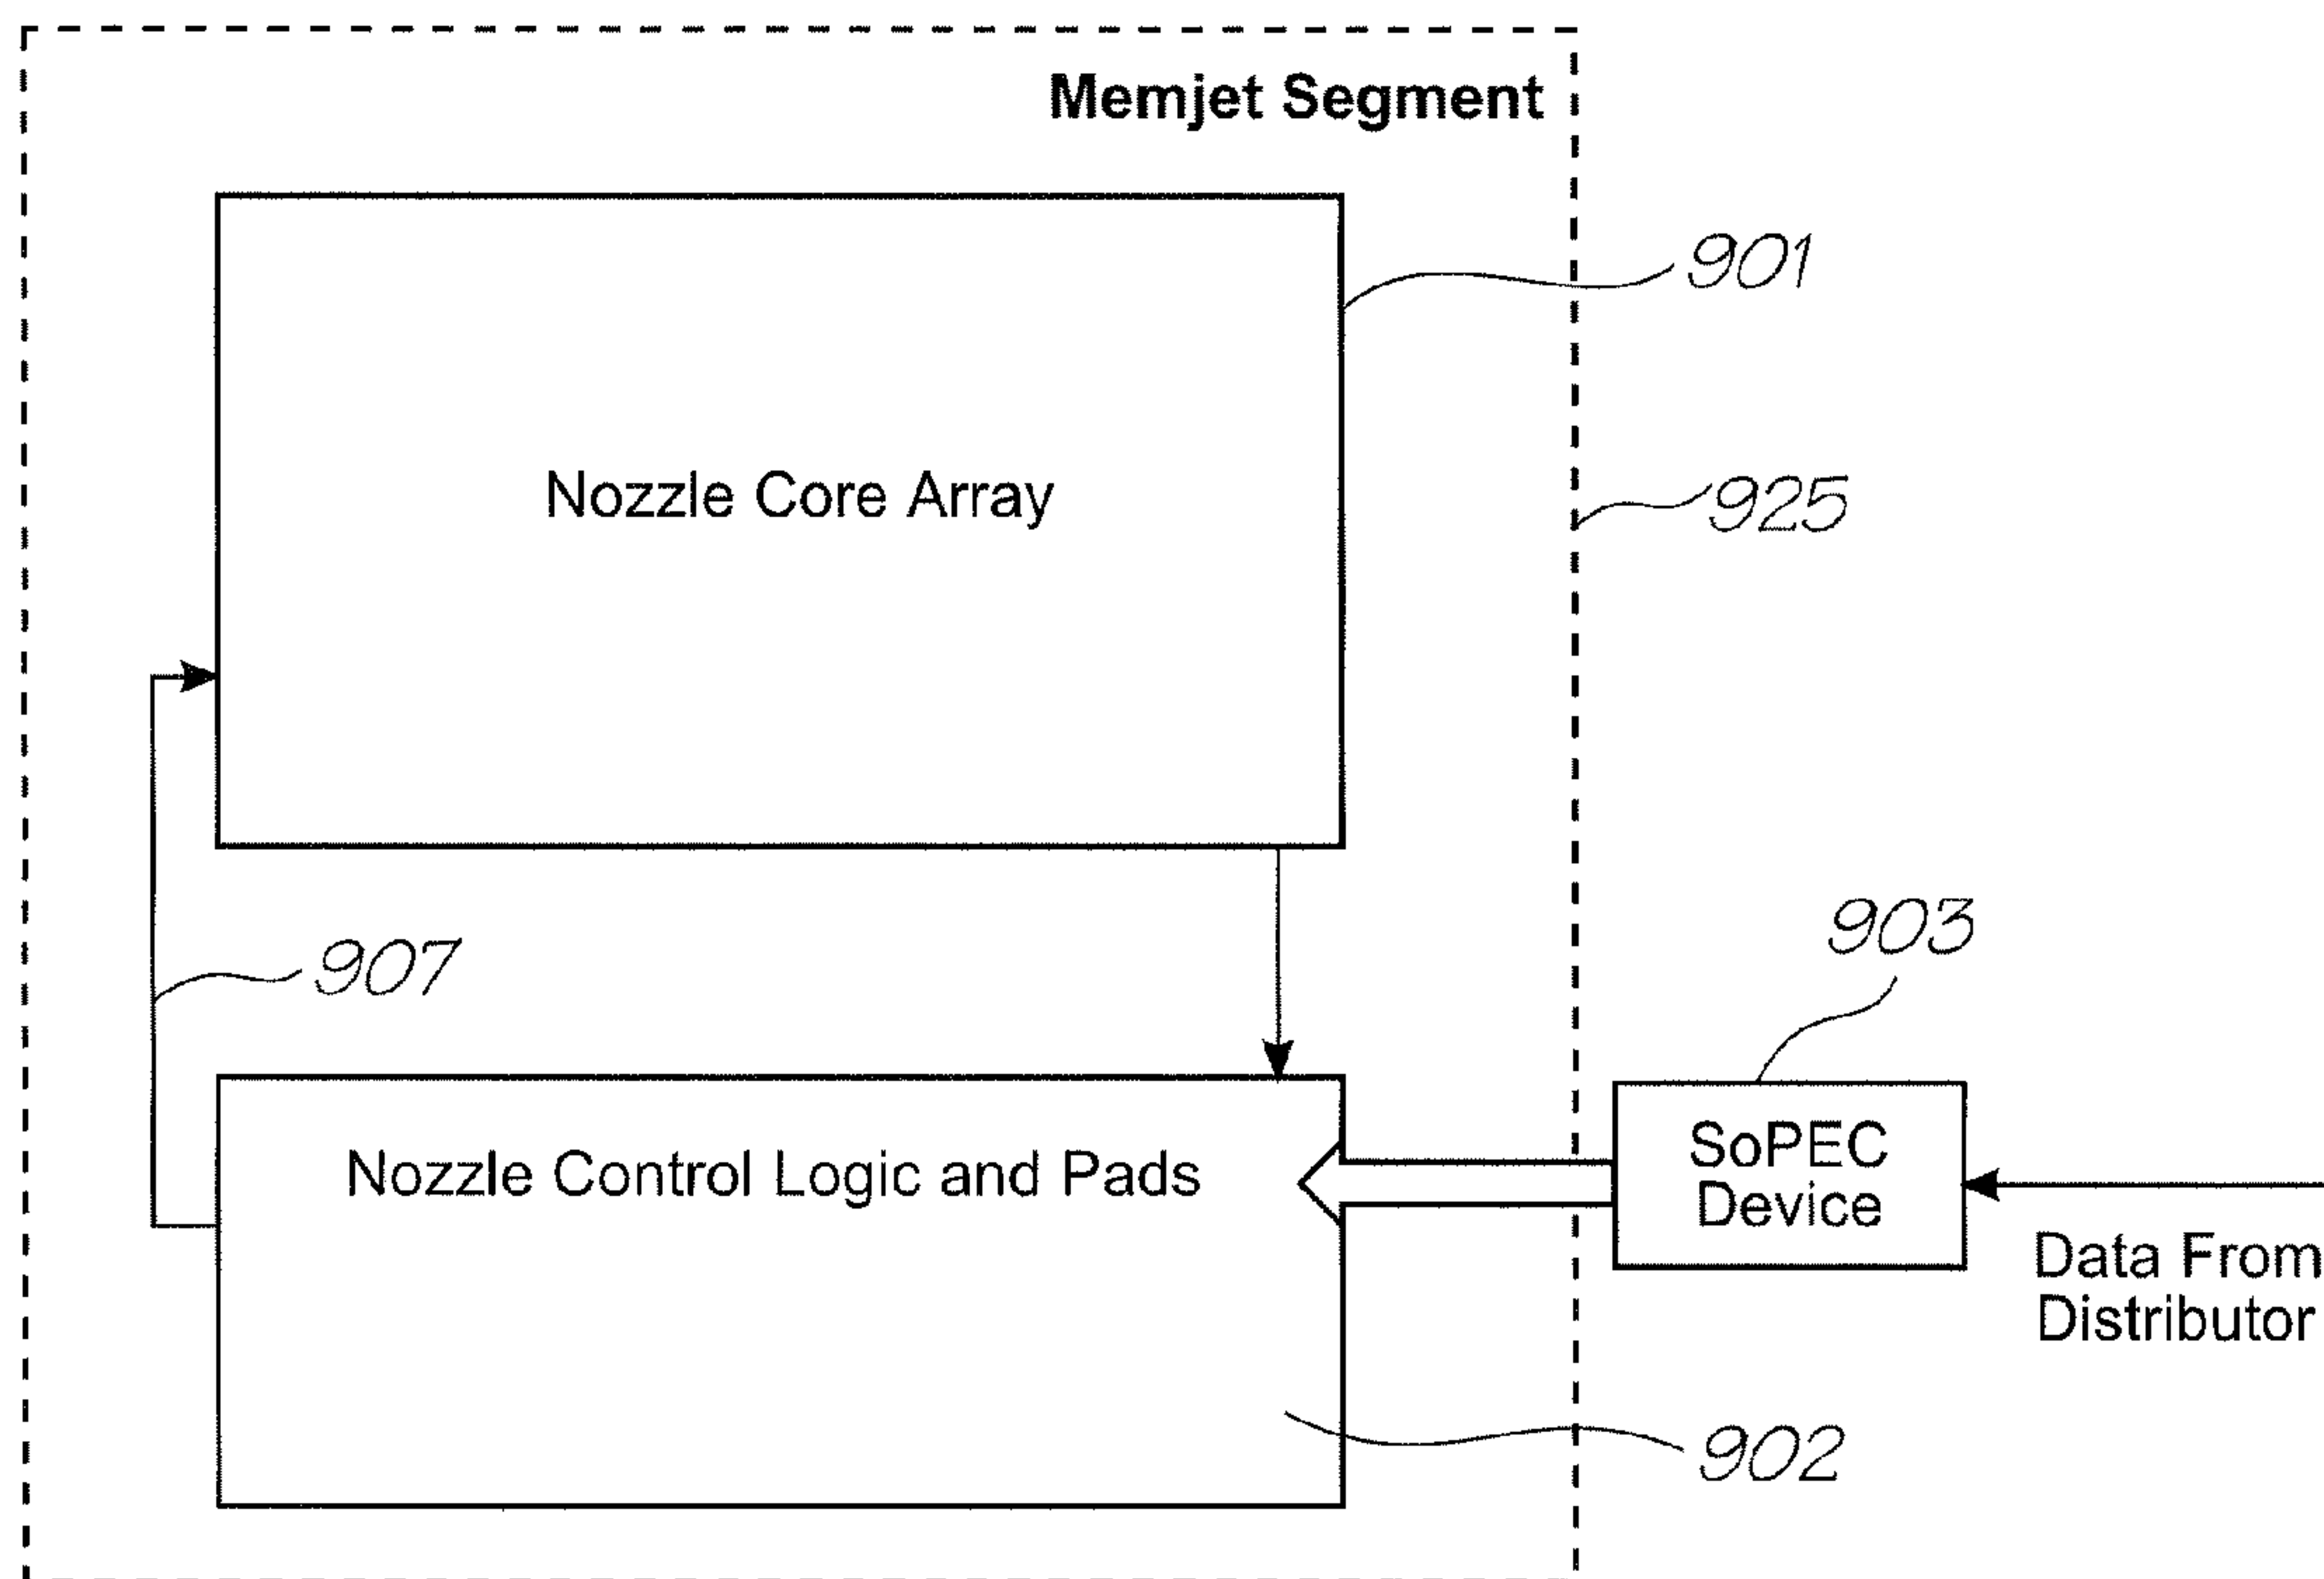 Memjet Segment
901
Nozzle Core Array
925
903
907
SoPEC
Device
Nozzle Control Logic and Pads
Data From
Distributor
902